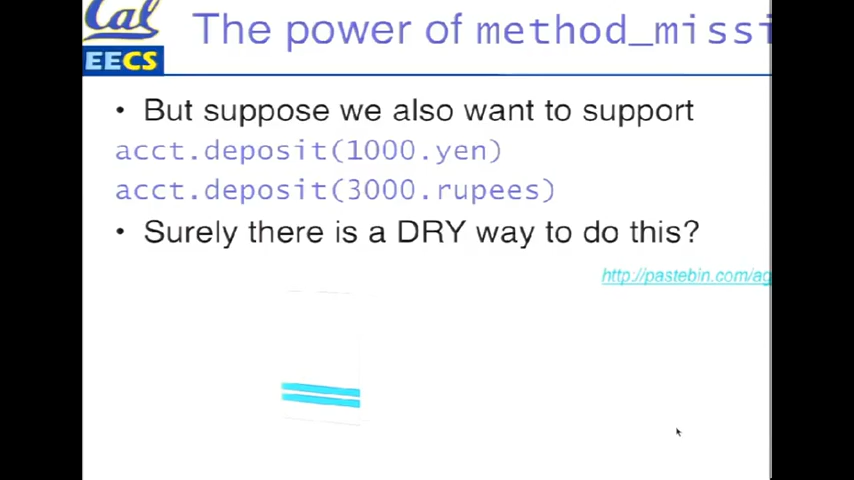 Cal
EECS
The power of method_missi
• But suppose we also want to support
acct.deposit(1000.yen)
acct.deposit(3000.rupees)
• Surely there is a DRY way to do this?
http://pastebin.com/ag